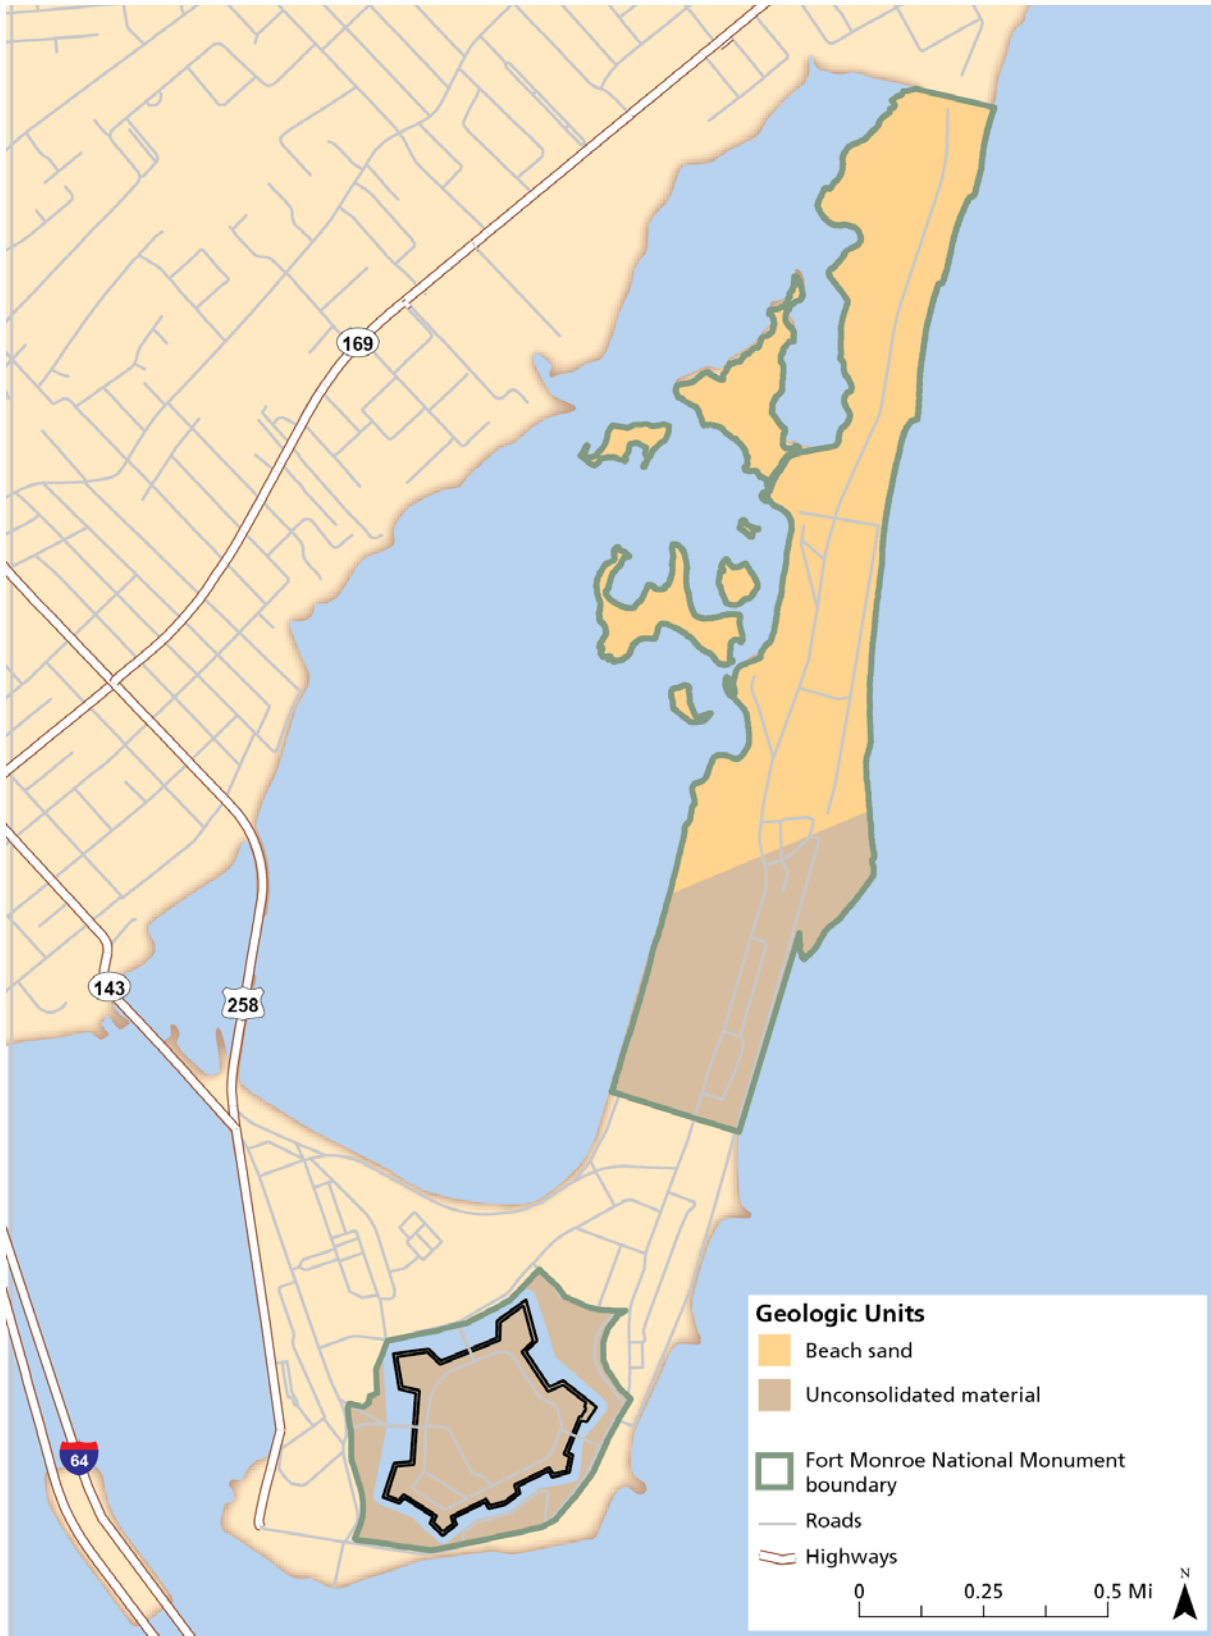 169
143
258
64
Geologic Units
Beach sand
Unconsolidated material
Fort Monroe National Monument
boundary
Roads
Highways
N
0 0.25 0.5 Mi